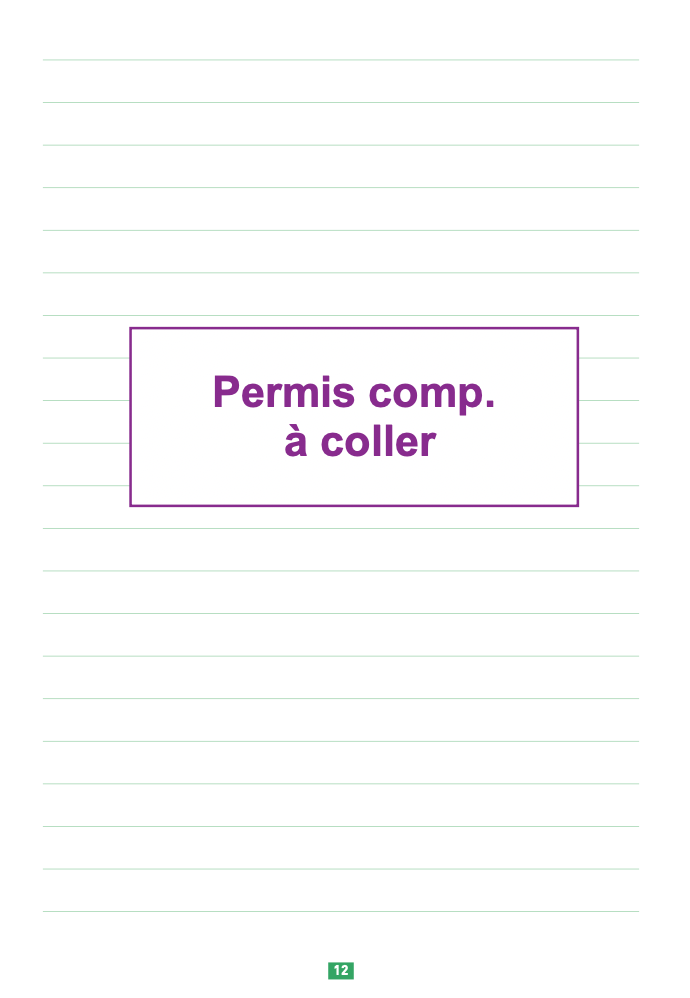 Permis comp.
à coller
12